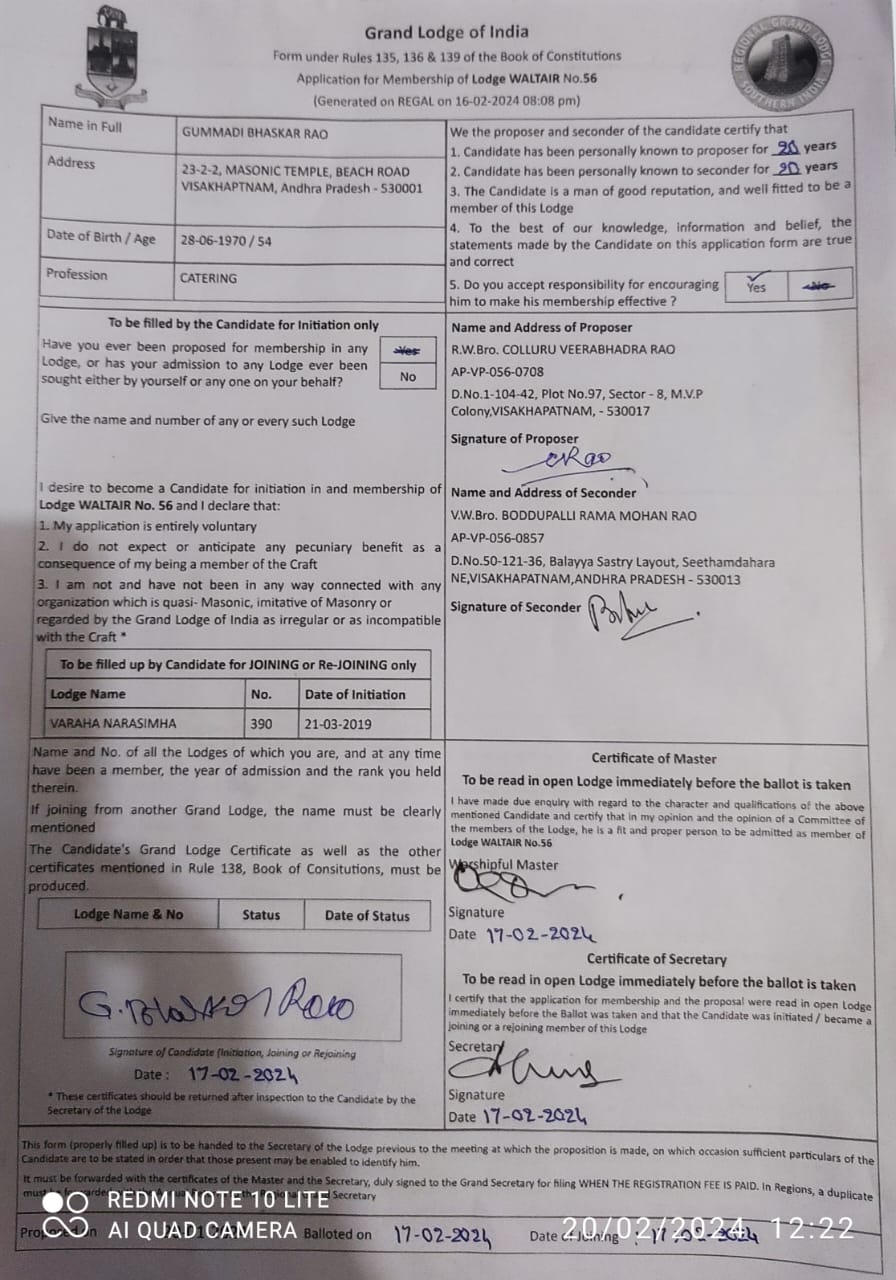 Grand Lodge of India
Form under Rules 135, 136 & 139 of the Book of Constitutions
Application for Membership of Lodge WALTAIR No.56
(Generated on REGAL on 16-02-2024 08:08 pm)
REGIONAL GRAND LODGE
SOUTHERN INDIA
Name in Full
GUMMADI BHASKAR RAO
Address
23-2-2, MASONIC TEMPLE, BEACH ROAD
VISAKHAPTNAM, Andhra Pradesh - 530001
Date of Birth / Age
28-06-1970 / 54
Profession
CATERING
We the proposer and seconder of the candidate certify that
1. Candidate has been personally known to proposer for 20 years
2. Candidate has been personally known to seconder for 20 years
3. The Candidate is a man of good reputation, and well fitted to be a
member of this Lodge
4. To the best of our knowledge, information and belief, the
statements made by the Candidate on this application form are true
and correct
5. Do you accept responsibility for encouraging
him to make his membership effective ?
Yes
No
To be filled by the Candidate for Initiation only
Have you ever been proposed for membership in any
Lodge, or has your admission to any Lodge ever been
sought either by yourself or any one on your behalf?
Yes
No
Give the name and number of any or every such Lodge
I desire to become a Candidate for initiation in and membership of
Lodge WALTAIR No. 56 and I declare that:
1. My application is entirely voluntary
2. I do not expect or anticipate any pecuniary benefit as a
consequence of my being a member of the Craft
3. I am not and have not been in any way connected with any
organization which is quasi- Masonic, imitative of Masonry or
regarded by the Grand Lodge of India as irregular or as incompatible
with the Craft *
Name and Address of Proposer
R.W.Bro. COLLURU VEERABHADRA RAO
AP-VP-056-0708
D.No.1-104-42, Plot No.97, Sector - 8, M.V.P
Colony,VISAKHAPATNAM, - 530017
Signature of Proposer
CRao
Name and Address of Seconder
V.W.Bro. BODDUPALLI RAMA MOHAN RAO
AP-VP-056-0857
D.No.50-121-36, Balayya Sastry Layout, Seethamdahara
NE,VISAKHAPATNAM,ANDHRA PRADESH - 530013
Signature of Seconder
To be filled up by Candidate for JOINING or Re-JOINING only
Lodge Name No. Date of Initiation
VARAHA NARASIMHA 390 21-03-2019
Name and No. of all the Lodges of which you are, and at any time
have been a member, the year of admission and the rank you held
therein.
If joining from another Grand Lodge, the name must be clearly
mentioned
The Candidate's Grand Lodge Certificate as well as the other
certificates mentioned in Rule 138, Book of Consitutions, must be
produced.
Lodge Name & No Status Date of Status
G. Bhaskar Rao
Signature of Candidate (Initiation, Joining or Rejoining
Date : 17-02-2024
* These certificates should be returned after inspection to the Candidate by the
Secretary of the Lodge
Certificate of Master
To be read in open Lodge immediately before the ballot is taken
I have made due enquiry with regard to the character and qualifications of the above
mentioned Candidate and certify that in my opinion and the opinion of a Committee of
the members of the Lodge, he is a fit and proper person to be admitted as member of
Lodge WALTAIR No.56
Worshipful Master
Signature
Date 17-02-2024
Certificate of Secretary
To be read in open Lodge immediately before the ballot is taken
I certify that the application for membership and the proposal were read in open Lodge
immediately before the Ballot was taken and that the Candidate was initiated / became a
joining or a rejoining member of this Lodge
Secretary
Signature
Date 17-02-2024
This form (properly filled up) is to be handed to the Secretary of the Lodge previous to the meeting at which the proposition is made, on which occasion sufficient particulars of the
Candidate are to be stated in order that those present may be enabled to identify him.
It must be forwarded with the certificates of the Master and the Secretary, duly signed to the Grand Secretary for filing WHEN THE REGISTRATION FEE IS PAID. In Regions, a duplicate
must be forwarded Secretary
Proposed on Balloted on 17-02-2024 Date of Joining : 17-02-2024
REDMI NOTE 10 LITE
AI QUAD CAMERA
20/02/2024 12:22